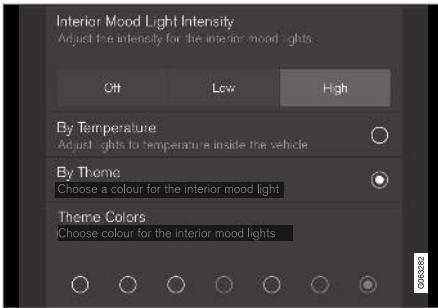 Interior Mood Light Intensity
Adjust the intensity for the interior mood lights
Off Low High
By Temperature
Adjust lights to temperature inside the vehicle
By Theme
Choose a colour for the interior mood light
Theme Colors
Choose colour for the interior mood lights
G063282